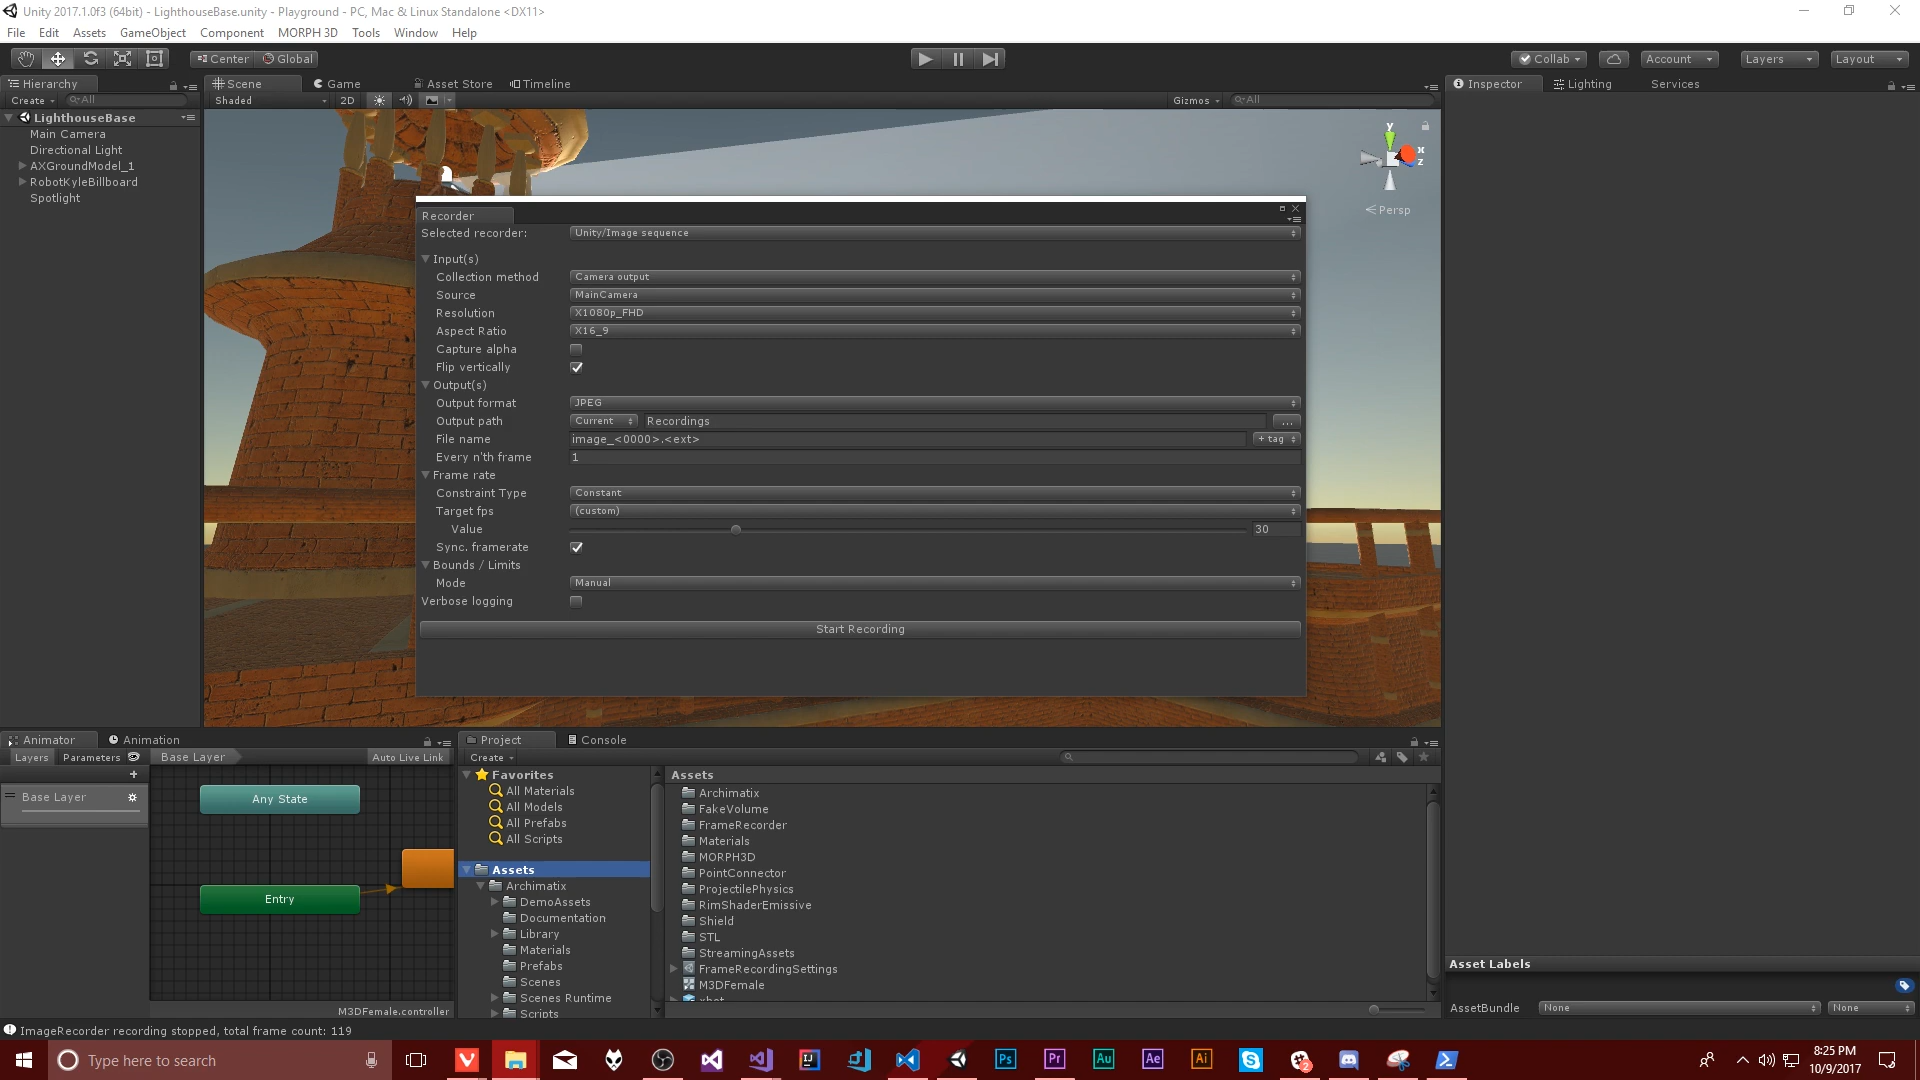 Unity 2017.1.0f3 (64bit) - LighthouseBase.unity - Playground - PC, Mac & Linux Standalone <DX11>
File Edit Assets GameObject Component MORPH 3D Tools Window Help
Center Global Collab Account Layers Layout
Hierarchy Scene Game Asset Store Timeline Inspector Lighting Services
Create All Shaded 2D Gizmos All
LighthouseBase
Main Camera
Directional Light
AXGroundModel_1
RobotKyleBillboard
Spotlight
y
x
z
Persp
Recorder
Selected recorder: Unity/Image sequence
Input(s)
Collection method Camera output
Source MainCamera
Resolution X1080p_FHD
Aspect Ratio X16_9
Capture alpha
Flip vertically
Output(s)
Output format JPEG
Output path Current Recordings ...
File name image_<0000>.<ext> + tag
Every n'th frame 1
Frame rate
Constraint Type Constant
Target fps (custom)
Value 30
Sync. framerate
Bounds / Limits
Mode Manual
Verbose logging
Start Recording
Animator Animation
Layers Parameters Base Layer Auto Live Link
+
Base Layer
Any State
Entry
M3DFemale.controller
Project Console
Create
Favorites
All Materials
All Models
All Prefabs
All Scripts
Assets
Archimatix
DemoAssets
Documentation
Library
Materials
Prefabs
Scenes
Scenes Runtime
Scripts
Assets
Archimatix
FakeVolume
FrameRecorder
Materials
MORPH3D
PointConnector
ProjectilePhysics
RimShaderEmissive
Shield
STL
StreamingAssets
FrameRecordingSettings
M3DFemale
Asset Labels
AssetBundle None None
ImageRecorder recording stopped, total frame count: 119
Type here to search
Ps Pr Au Ae Ai
2
8:25 PM
10/9/2017